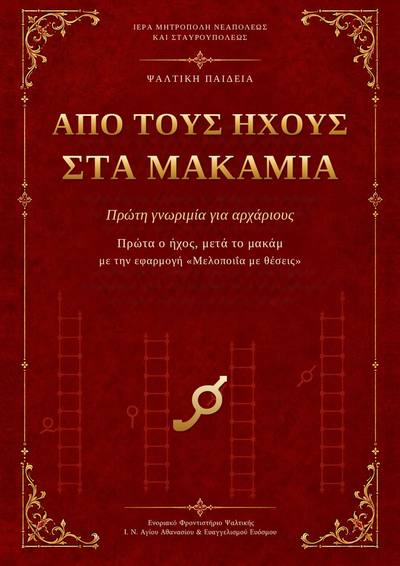 ΙΕΡΑ ΜΗΤΡΟΠΟΛΗ ΝΕΑΠΟΛΕΩΣ
ΚΑΙ ΣΤΑΥΡΟΥΠΟΛΕΩΣ
ΨΑΛΤΙΚΗ ΠΑΙΔΕΙΑ
ΑΠΟ ΤΟΥΣ ΗΧΟΥΣ
ΣΤΑ ΜΑΚΑΜΙΑ
Πρώτη γνωριμία για αρχάριους
Πρώτα ο ήχος, μετά το μακάμ
με την εφαρμογή «Μελοποιΐα με θέσεις»
Ενοριακό Φροντιστήριο Ψαλτικής
Ι. Ν. Αγίου Αθανασίου & Ευαγγελισμού Ευόσμου